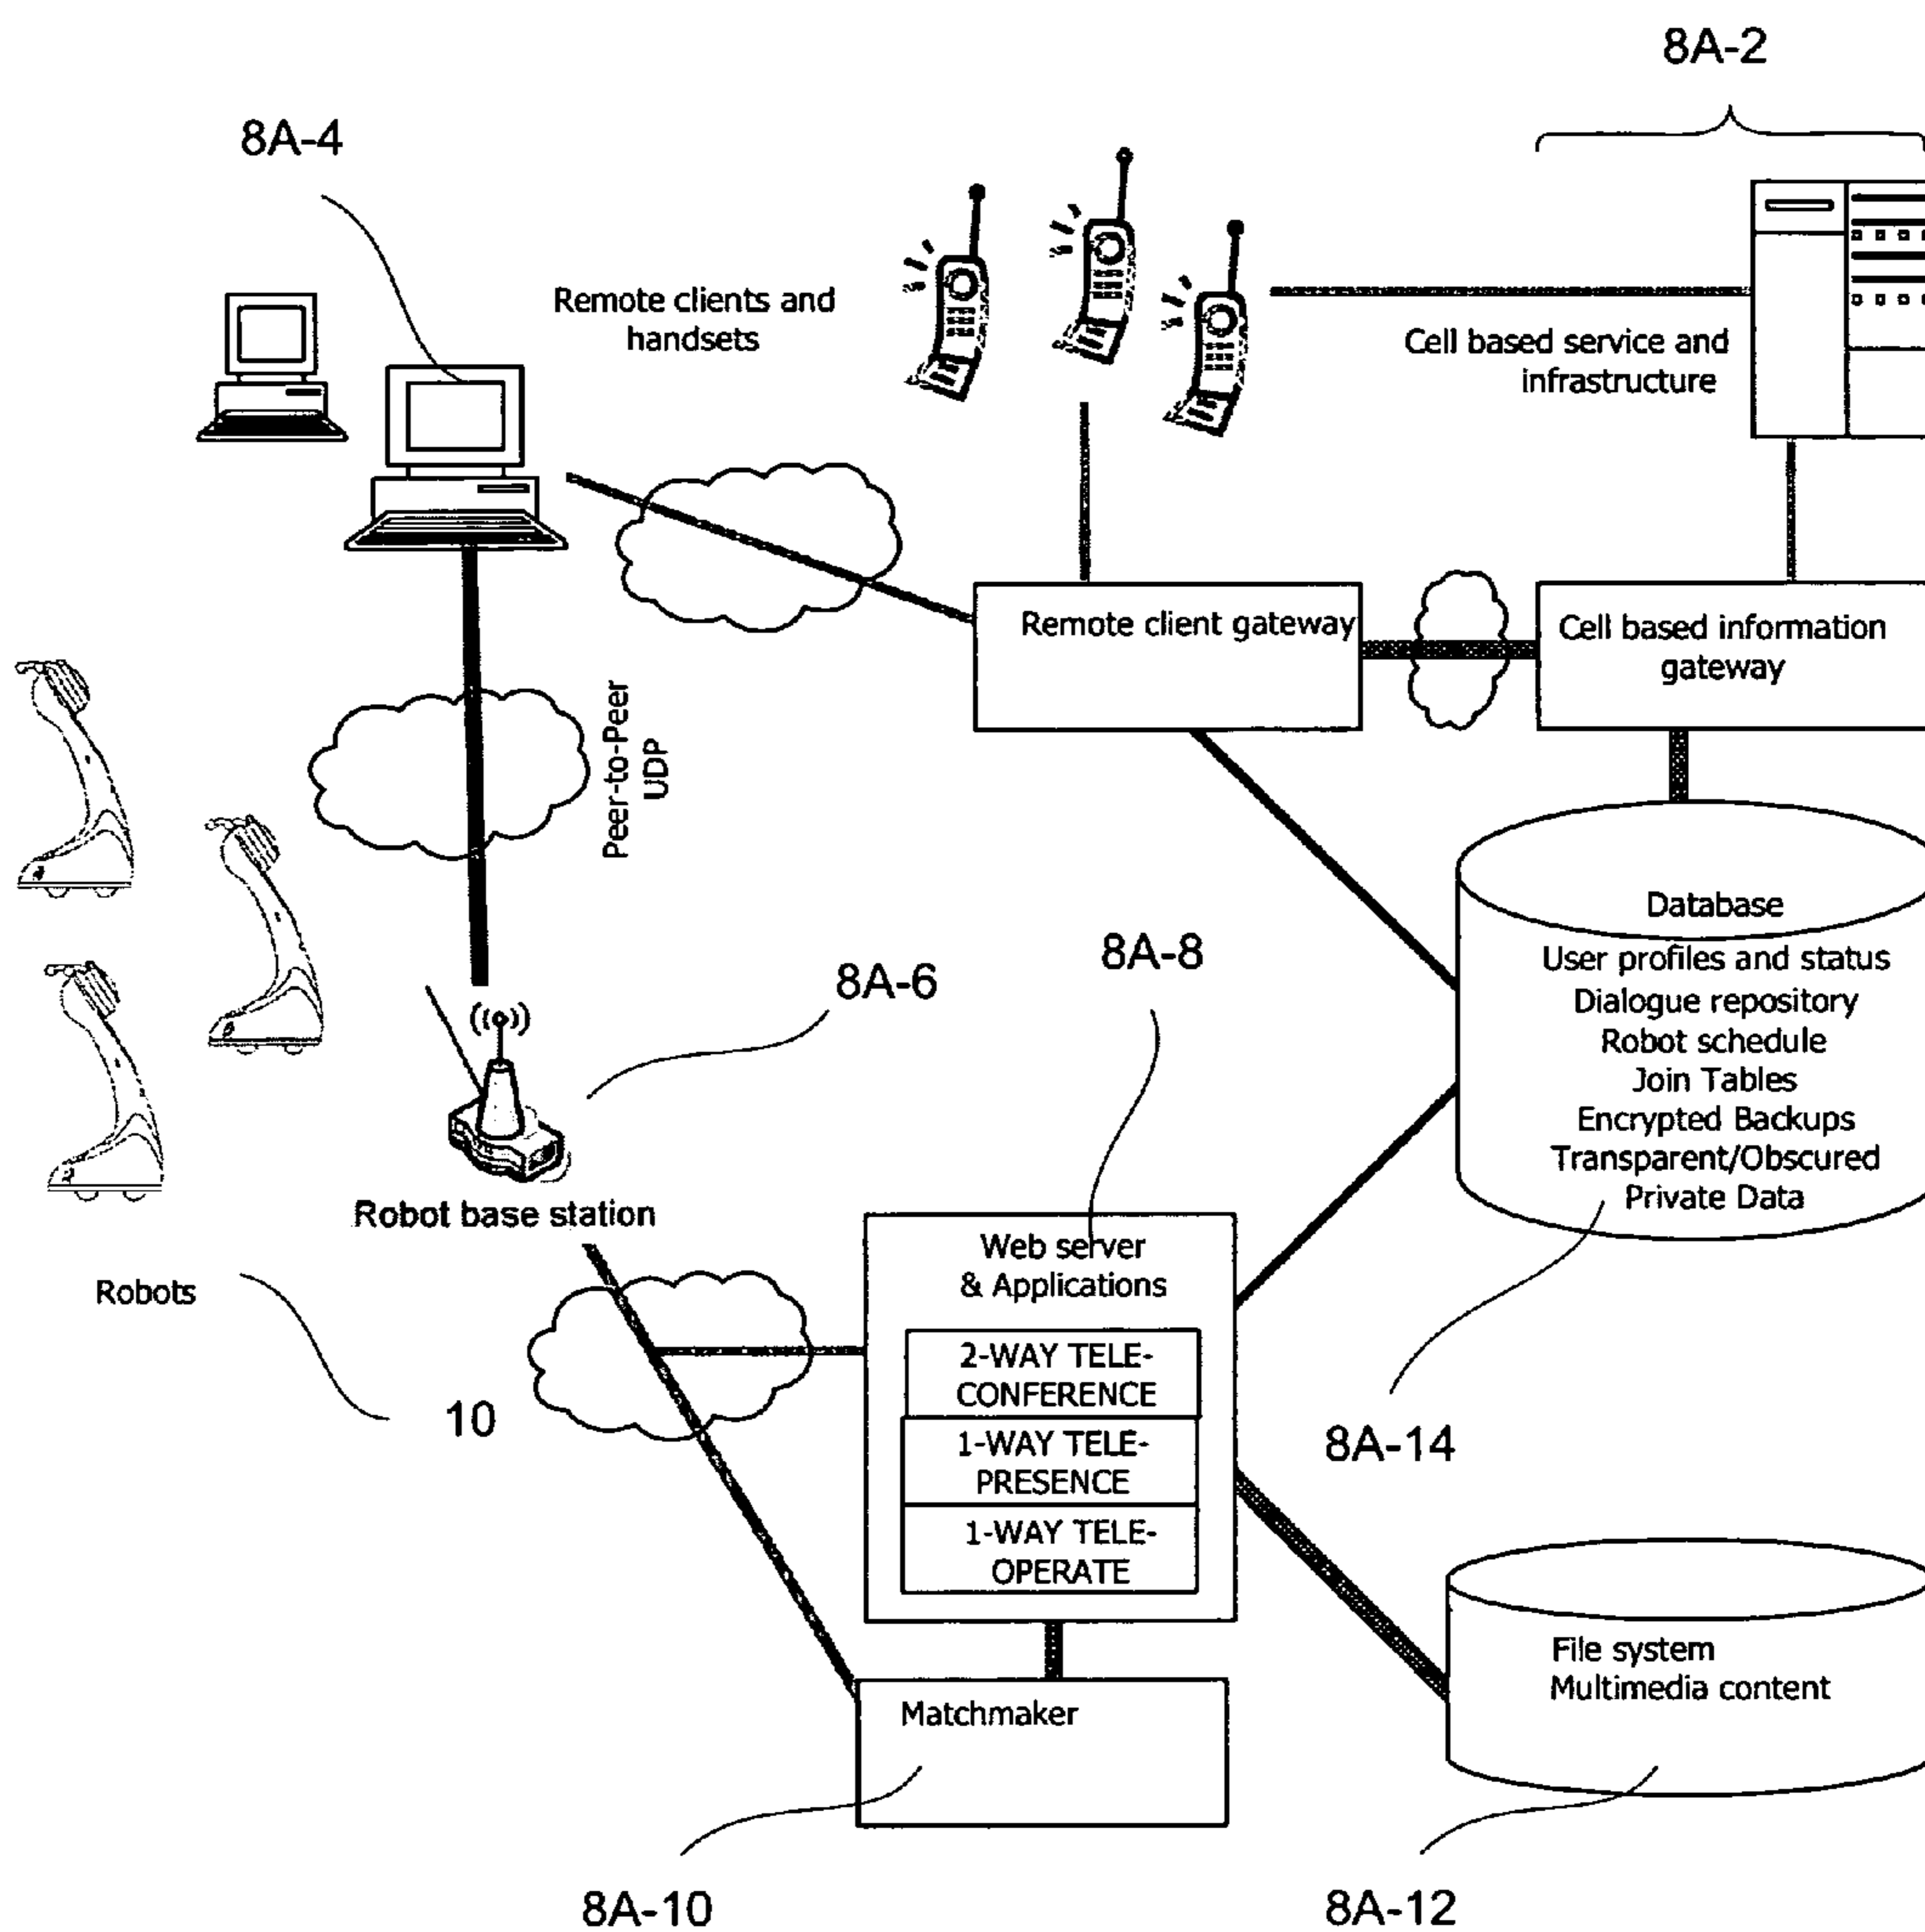 8A-2
8A-4
Remote clients and
handsets
Cell based service and
infrastructure
Remote client gateway
Cell based information
gateway
Peer-to-Peer
UDP
Database
User profiles and status
Dialogue repository
Robot schedule
Join Tables
Encrypted Backups
Transparent/Obscured
Private Data
8A-8
8A-6
Robot base station
Robots
10
Web server
& Applications
2-WAY TELE-
CONFERENCE
1-WAY TELE-
PRESENCE
1-WAY TELE-
OPERATE
8A-14
File system
Multimedia content
Matchmaker
8A-10
8A-12